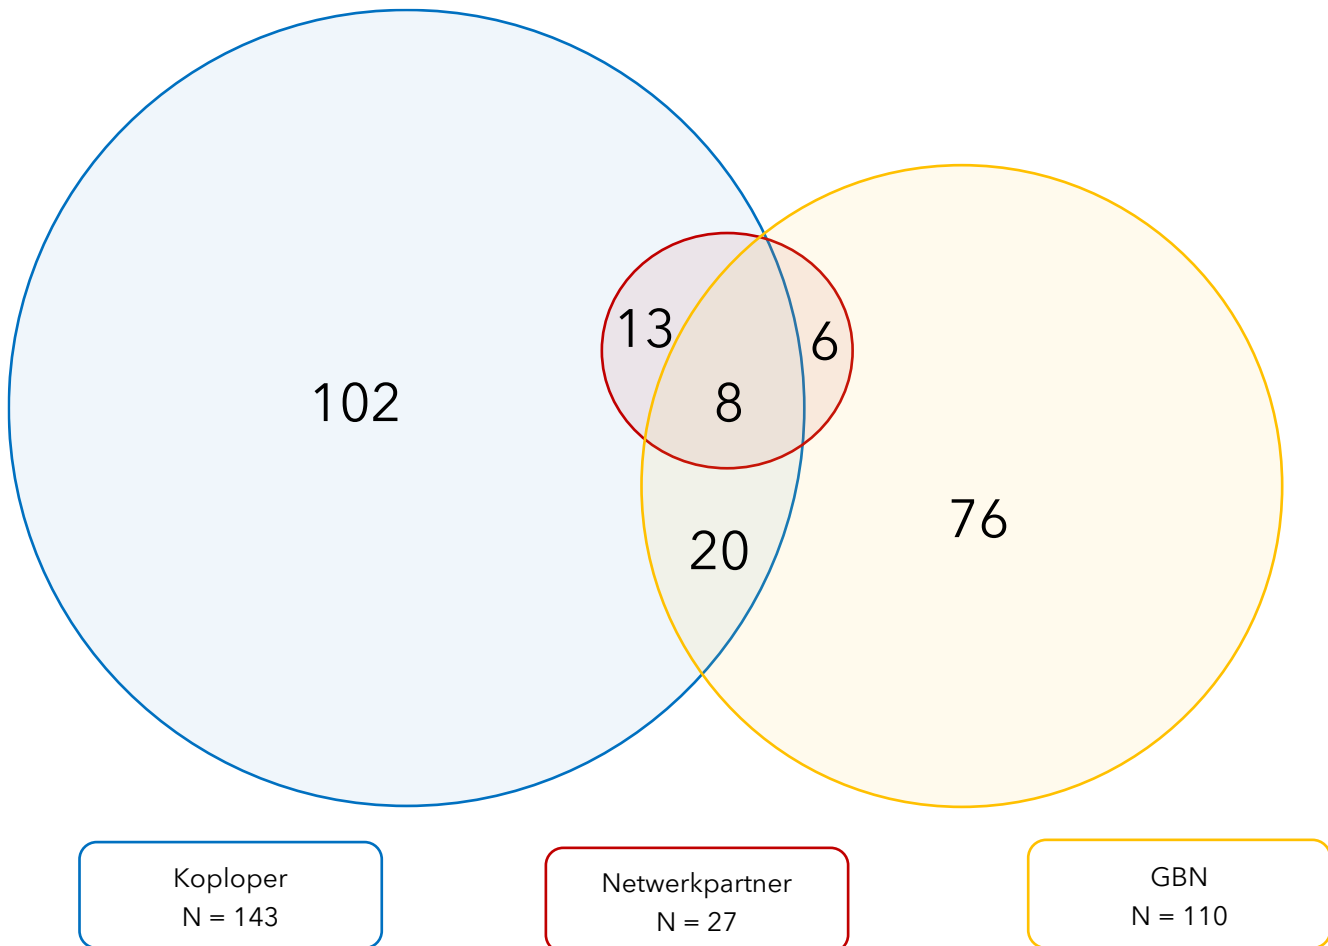 13
6
102
8
20
76
Koploper
N = 143
Netwerkpartner
N = 27
GBN
N = 110